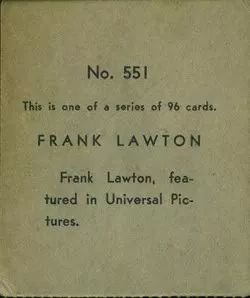 No. 551
This is one of a series of 96 cards.
FRANK LAWTON
Frank Lawton, fea-
tured in Universal Pic-
tures.